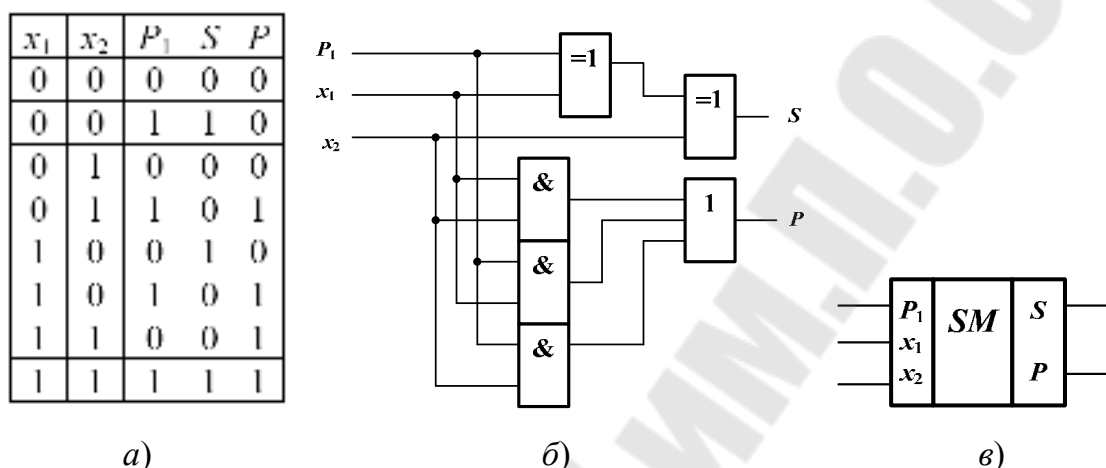 x₁ x₂ P₁ S P
0 0 0 0 0
0 0 1 1 0
0 1 0 0 0
0 1 1 0 1
1 0 0 1 0
1 0 1 0 1
1 1 0 0 1
1 1 1 1 1
а)
P₁
x₁
x₂
=1
=1
S
&
&
&
1
P
б)
P₁ SM S
x₁
x₂ P
в)
ИМ.П.О.